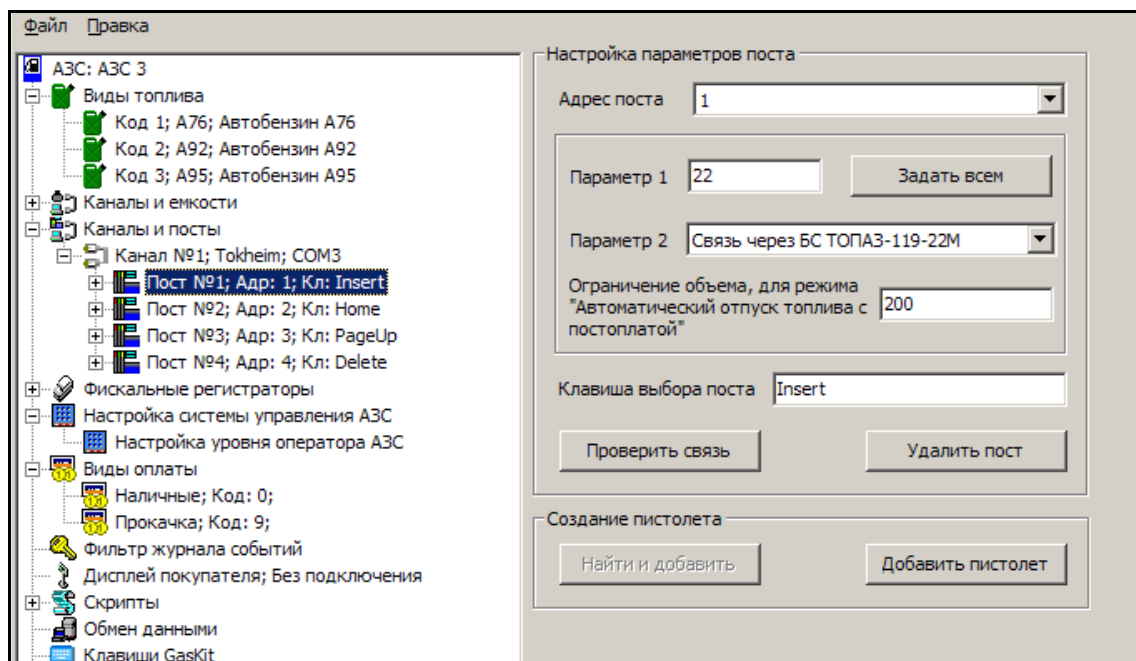 Файл Правка
АЗС: АЗС 3
Виды топлива
Код 1; А76; Автобензин А76
Код 2; А92; Автобензин А92
Код 3; А95; Автобензин А95
Каналы и емкости
Каналы и посты
Канал №1; Tokheim; COM3
Пост №1; Адр: 1; Кл: Insert
Пост №2; Адр: 2; Кл: Home
Пост №3; Адр: 3; Кл: PageUp
Пост №4; Адр: 4; Кл: Delete
Фискальные регистраторы
Настройка системы управления АЗС
Настройка уровня оператора АЗС
Виды оплаты
Наличные; Код: 0;
Прокачка; Код: 9;
Фильтр журнала событий
Дисплей покупателя; Без подключения
Скрипты
Обмен данными
Клавиши GasKit
Настройка параметров поста
Адрес поста 1
Параметр 1 22 Задать всем
Параметр 2 Связь через БС ТОПАЗ-119-22М
Ограничение объема, для режима
"Автоматический отпуск топлива с 200
постоплатой"
Клавиша выбора поста Insert
Проверить связь Удалить пост
Создание пистолета
Найти и добавить Добавить пистолет